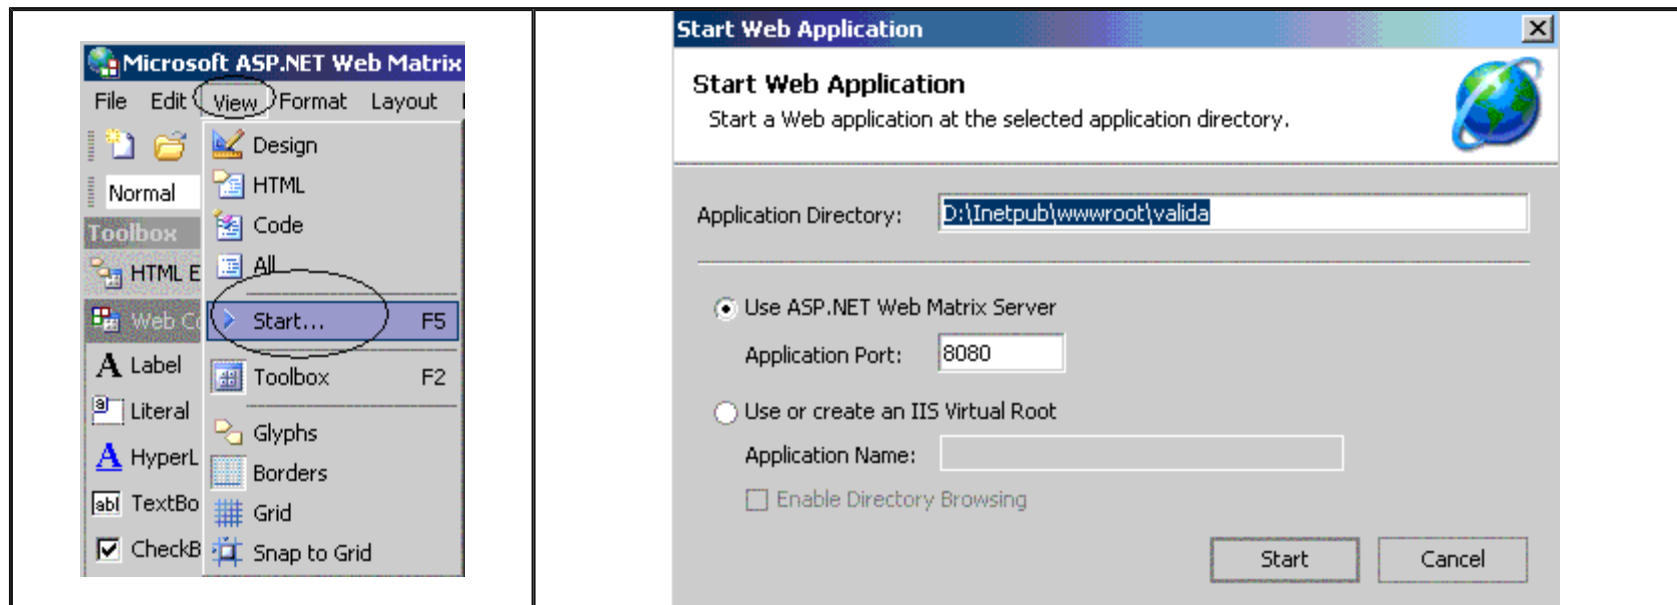 Microsoft ASP.NET Web Matrix
File Edit View Format Layout
Design
HTML
Normal
Code
Toolbox
All
HTML E
Start... F5
Web Co
Label
Toolbox F2
Literal
Glyphs
HyperL
Borders
TextBo
Grid
CheckB
Snap to Grid
Start Web Application
Start Web Application
Start a Web application at the selected application directory.
Application Directory: D:\Inetpub\wwwroot\valida
Use ASP.NET Web Matrix Server
Application Port: 8080
Use or create an IIS Virtual Root
Application Name:
Enable Directory Browsing
Start Cancel